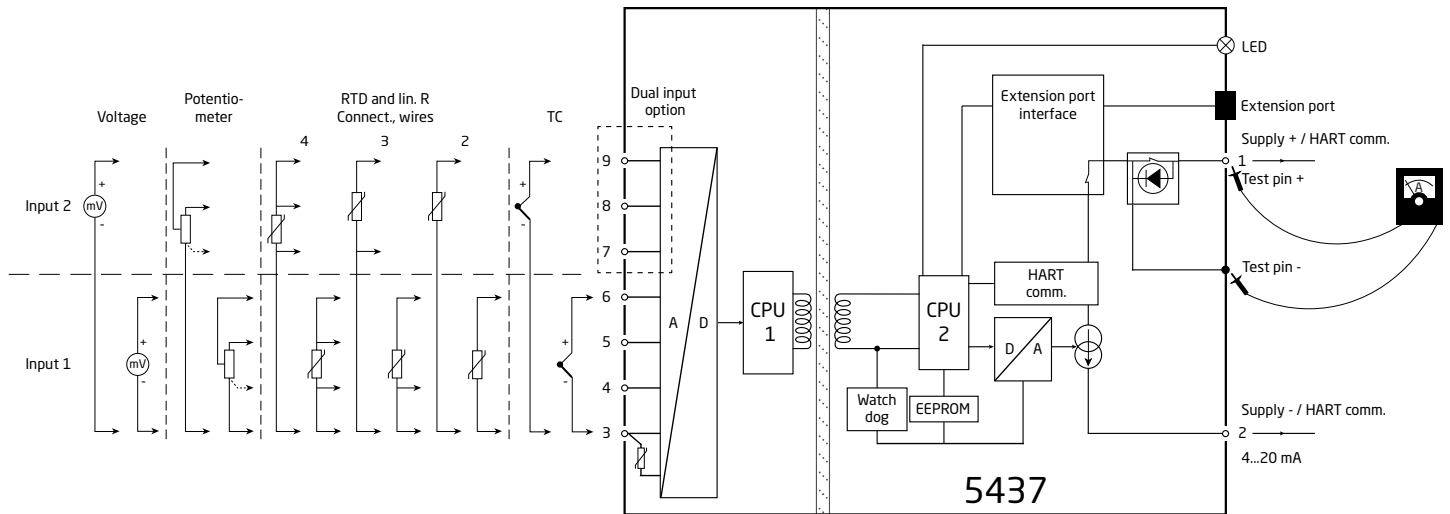 Voltage
Potentio-
meter
RTD and lin. R
Connect., wires
4 3 2
TC
Dual input
option
Input 2
mV
+
-
+
-
Input 1
mV
+
-
+
-
9
8
7
6
5
4
3
A D
CPU
1
CPU
2
Extension port
interface
HART
comm.
D A
Watch
dog
EEPROM
5437
LED
Extension port
Supply + / HART comm.
1
Test pin +
A
Test pin -
Supply - / HART comm.
2
4...20 mA